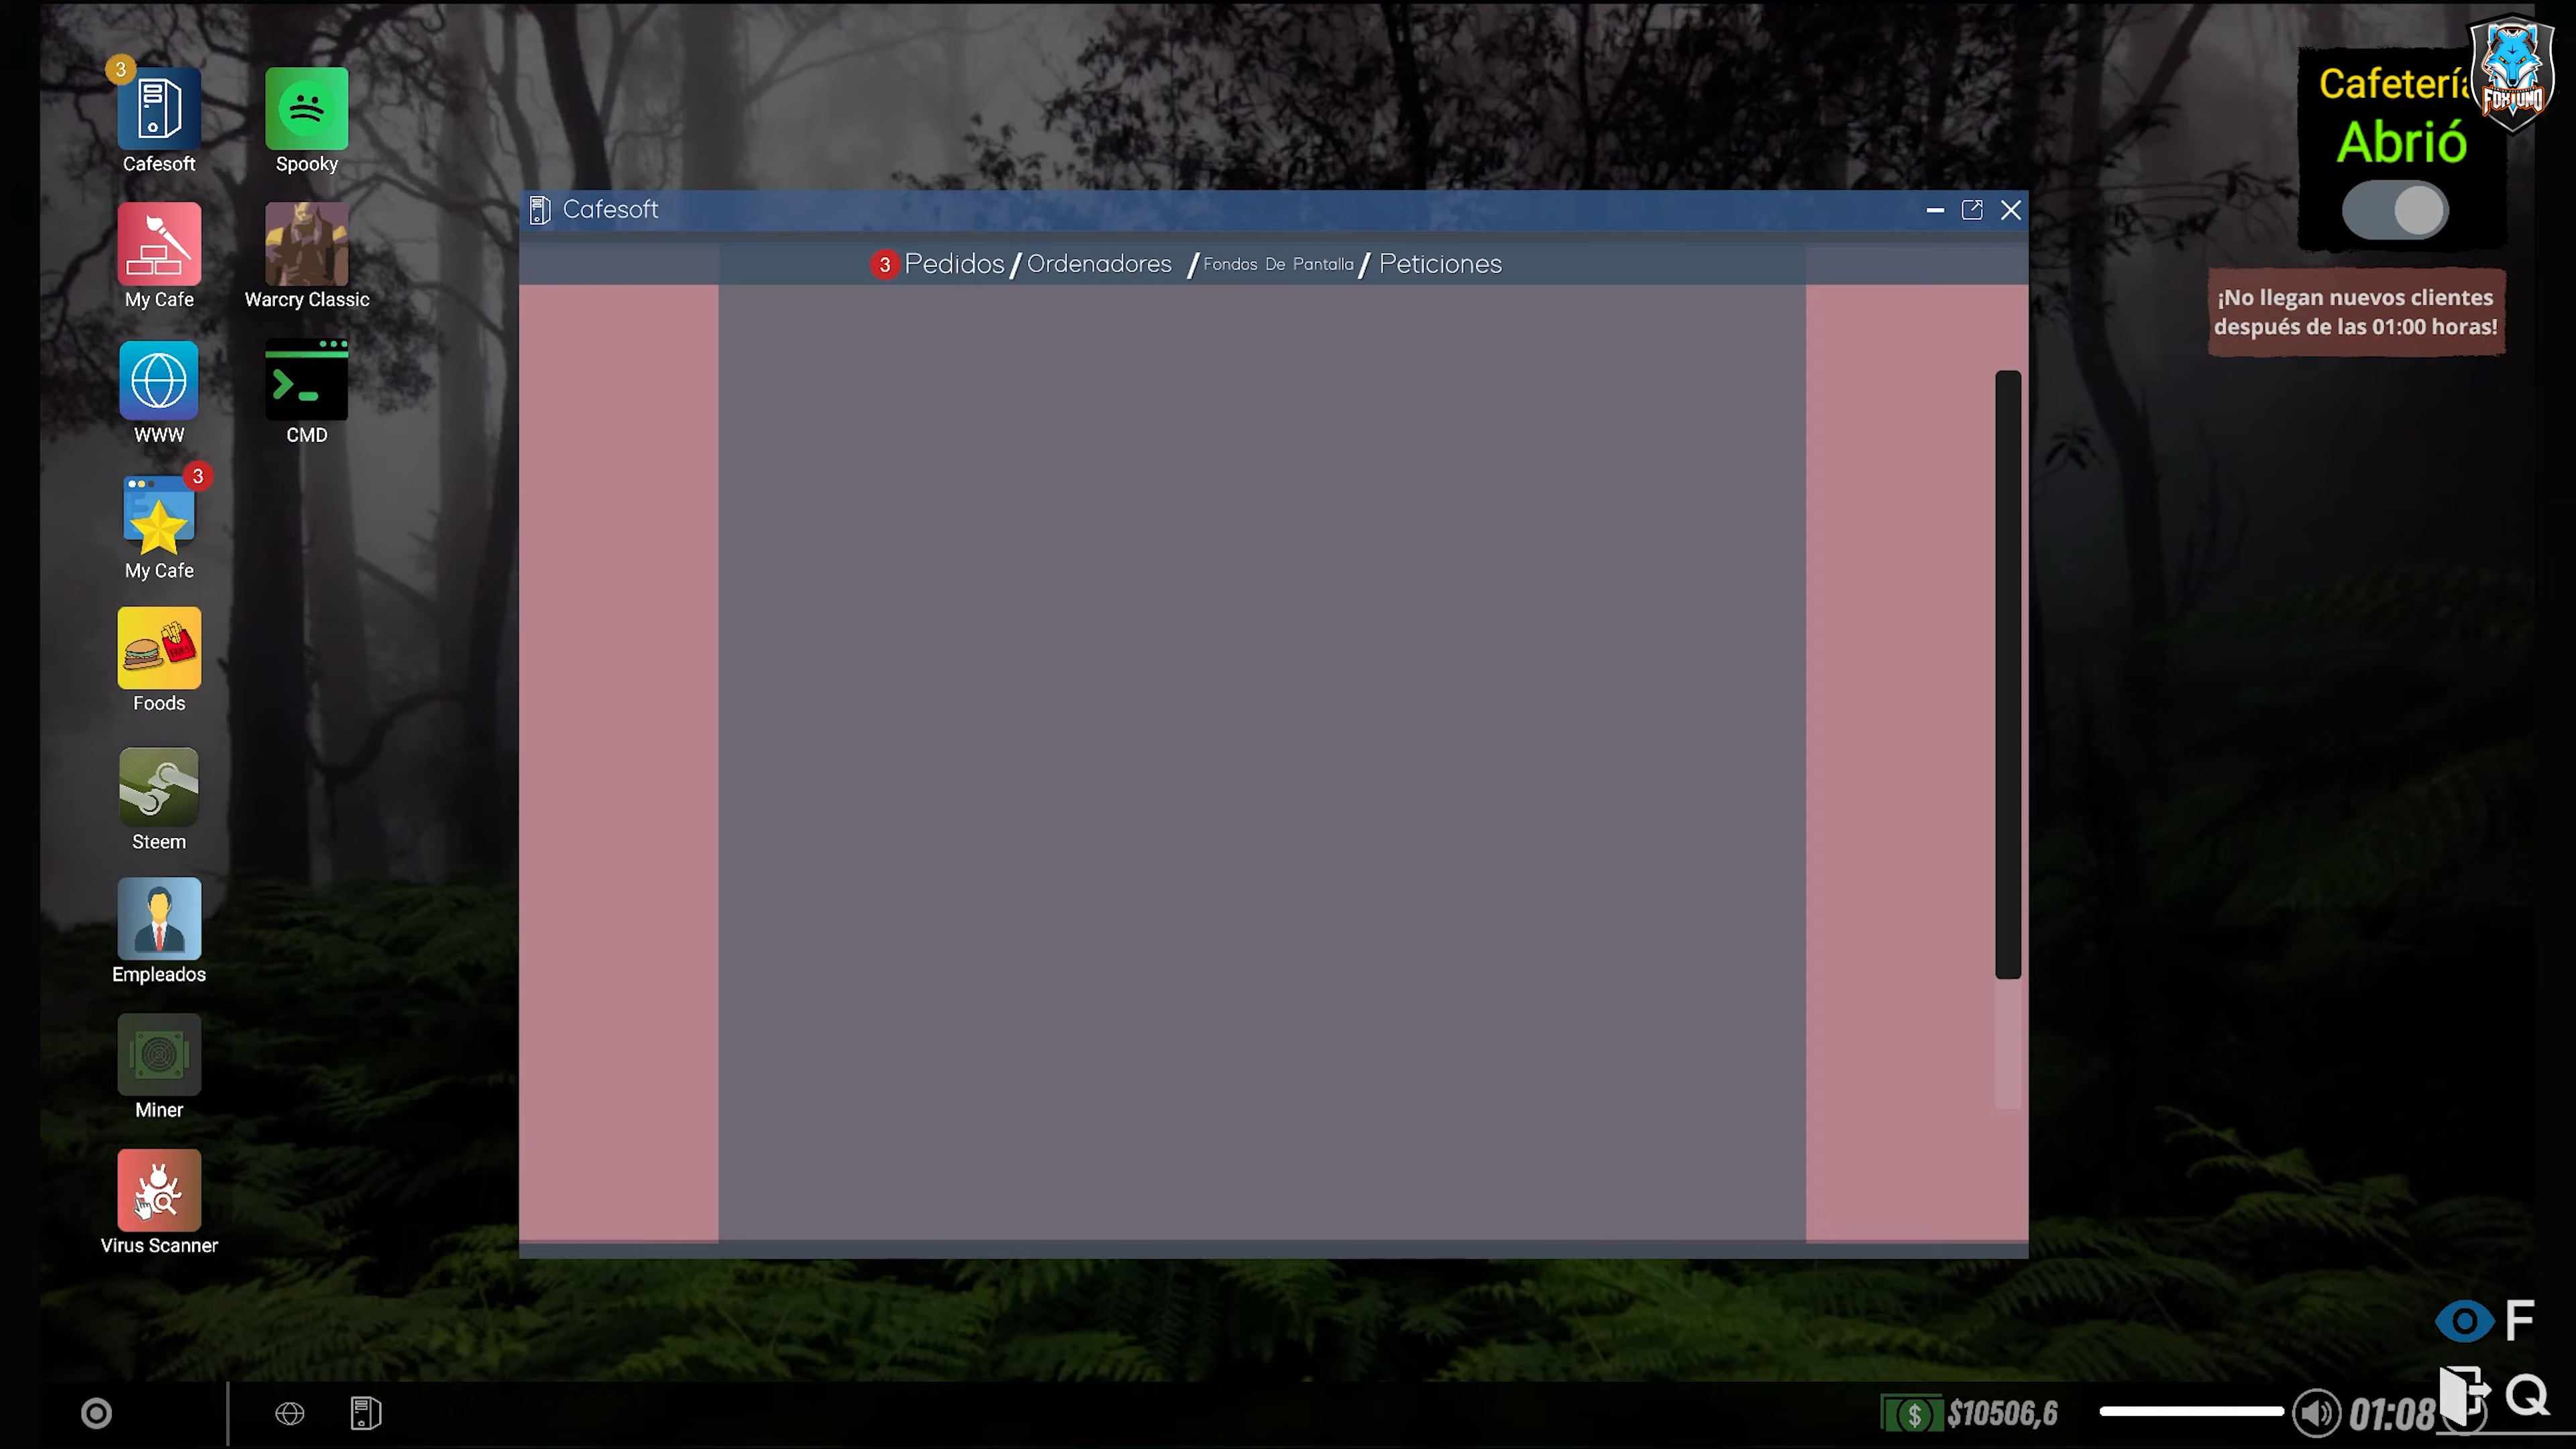 3
Cafesoft
Spooky
My Cafe
Warcry Classic
WWW
CMD
3
My Cafe
Foods
FRIES
Steem
Empleados
Miner
Virus Scanner
Cafesoft
3 Pedidos / Ordenadores / Fondos De Pantalla / Peticiones
Cafetería
Abrió
FOXTUNO
¡No llegan nuevos clientes
después de las 01:00 horas!
F
Q
$10506,6
01:08